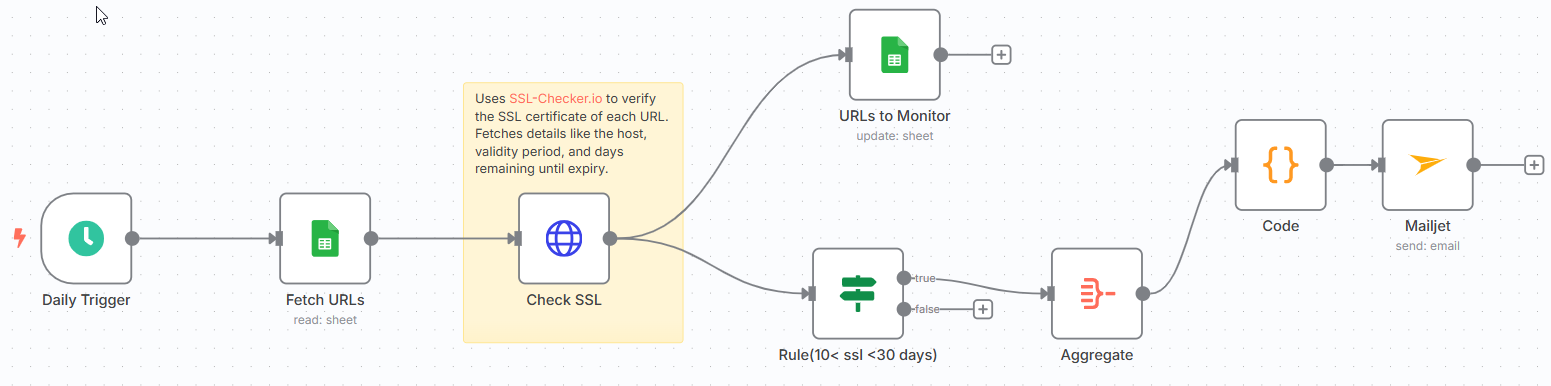 Uses SSL-Checker.io to verify
the SSL certificate of each URL.
Fetches details like the host,
validity period, and days
remaining until expiry.
URLs to Monitor
update: sheet
Daily Trigger
Fetch URLs
read: sheet
Check SSL
true
false
Rule(10< ssl <30 days)
Aggregate
{}
Code
Mailjet
send: email